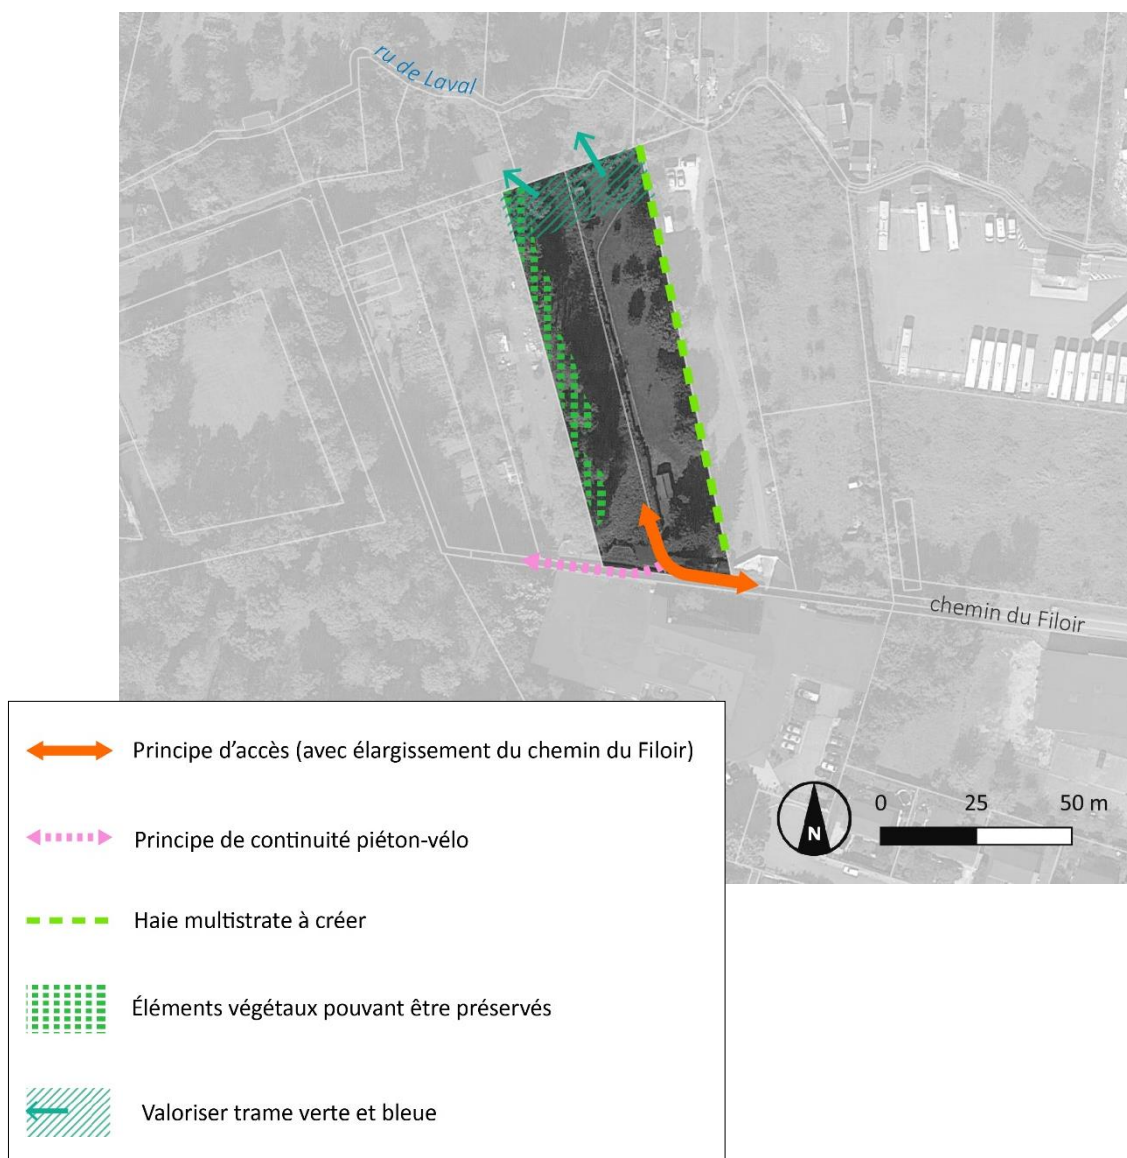 ru de Laval
chemin du Filoir
N
0 25 50 m
Principe d’accès (avec élargissement du chemin du Filoir)
Principe de continuité piéton-vélo
Haie multistrate à créer
Éléments végétaux pouvant être préservés
Valoriser trame verte et bleue